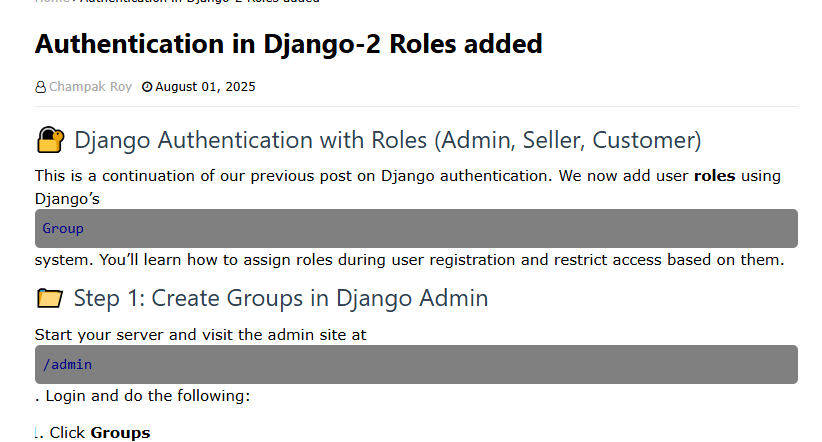 Home › Authentication in Django-2 Roles added
Authentication in Django-2 Roles added
Champak Roy August 01, 2025
Django Authentication with Roles (Admin, Seller, Customer)
This is a continuation of our previous post on Django authentication. We now add user roles using
Django’s
Group
system. You’ll learn how to assign roles during user registration and restrict access based on them.
Step 1: Create Groups in Django Admin
Start your server and visit the admin site at
/admin
. Login and do the following:
1. Click Groups